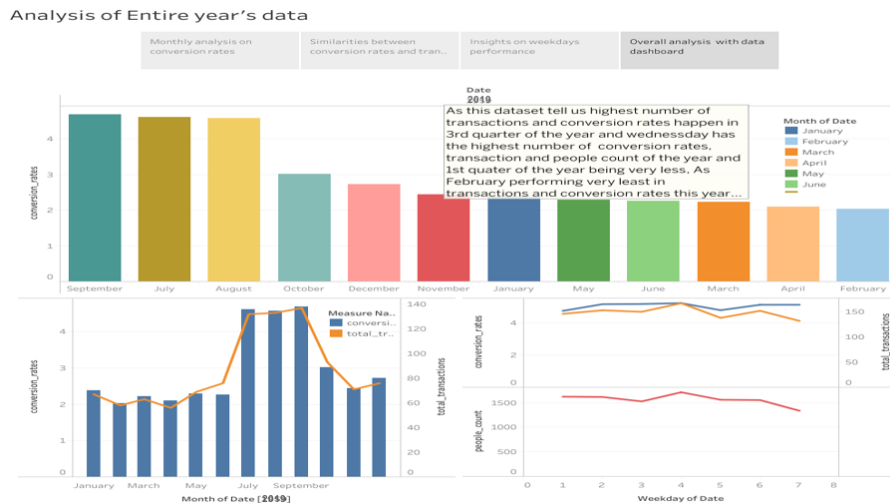 Analysis of Entire year's data
Monthly analysis on
conversion rates
Similarities between
conversion rates and tran..
Insights on weekdays
performance
Overall analysis with data
dashboard
Date
2019
As this dataset tell us highest number of
transactions and conversion rates happen in
3rd quarter of the year and wednessday has
the highest number of conversion rates,
transaction and people count of the year and
1st quater of the year being very less, As
February performing very least in
transactions and conversion rates this year...
Month of Date
January
February
March
April
May
June
conversion_rates
4
3
2
1
0
September
July
August
October
December
November
January
May
June
March
April
February
conversion_rates
4
3
2
1
0
Measure Na..
conversi..
total_tr..
140
120
100
80
60
40
20
0
total_transactions
January
March
May
July
September
Month of Date [2019]
conversion_rates
4
2
0
150
100
50
0
people_count
1500
1000
500
0
0
1
2
3
4
5
6
7
8
Weekday of Date